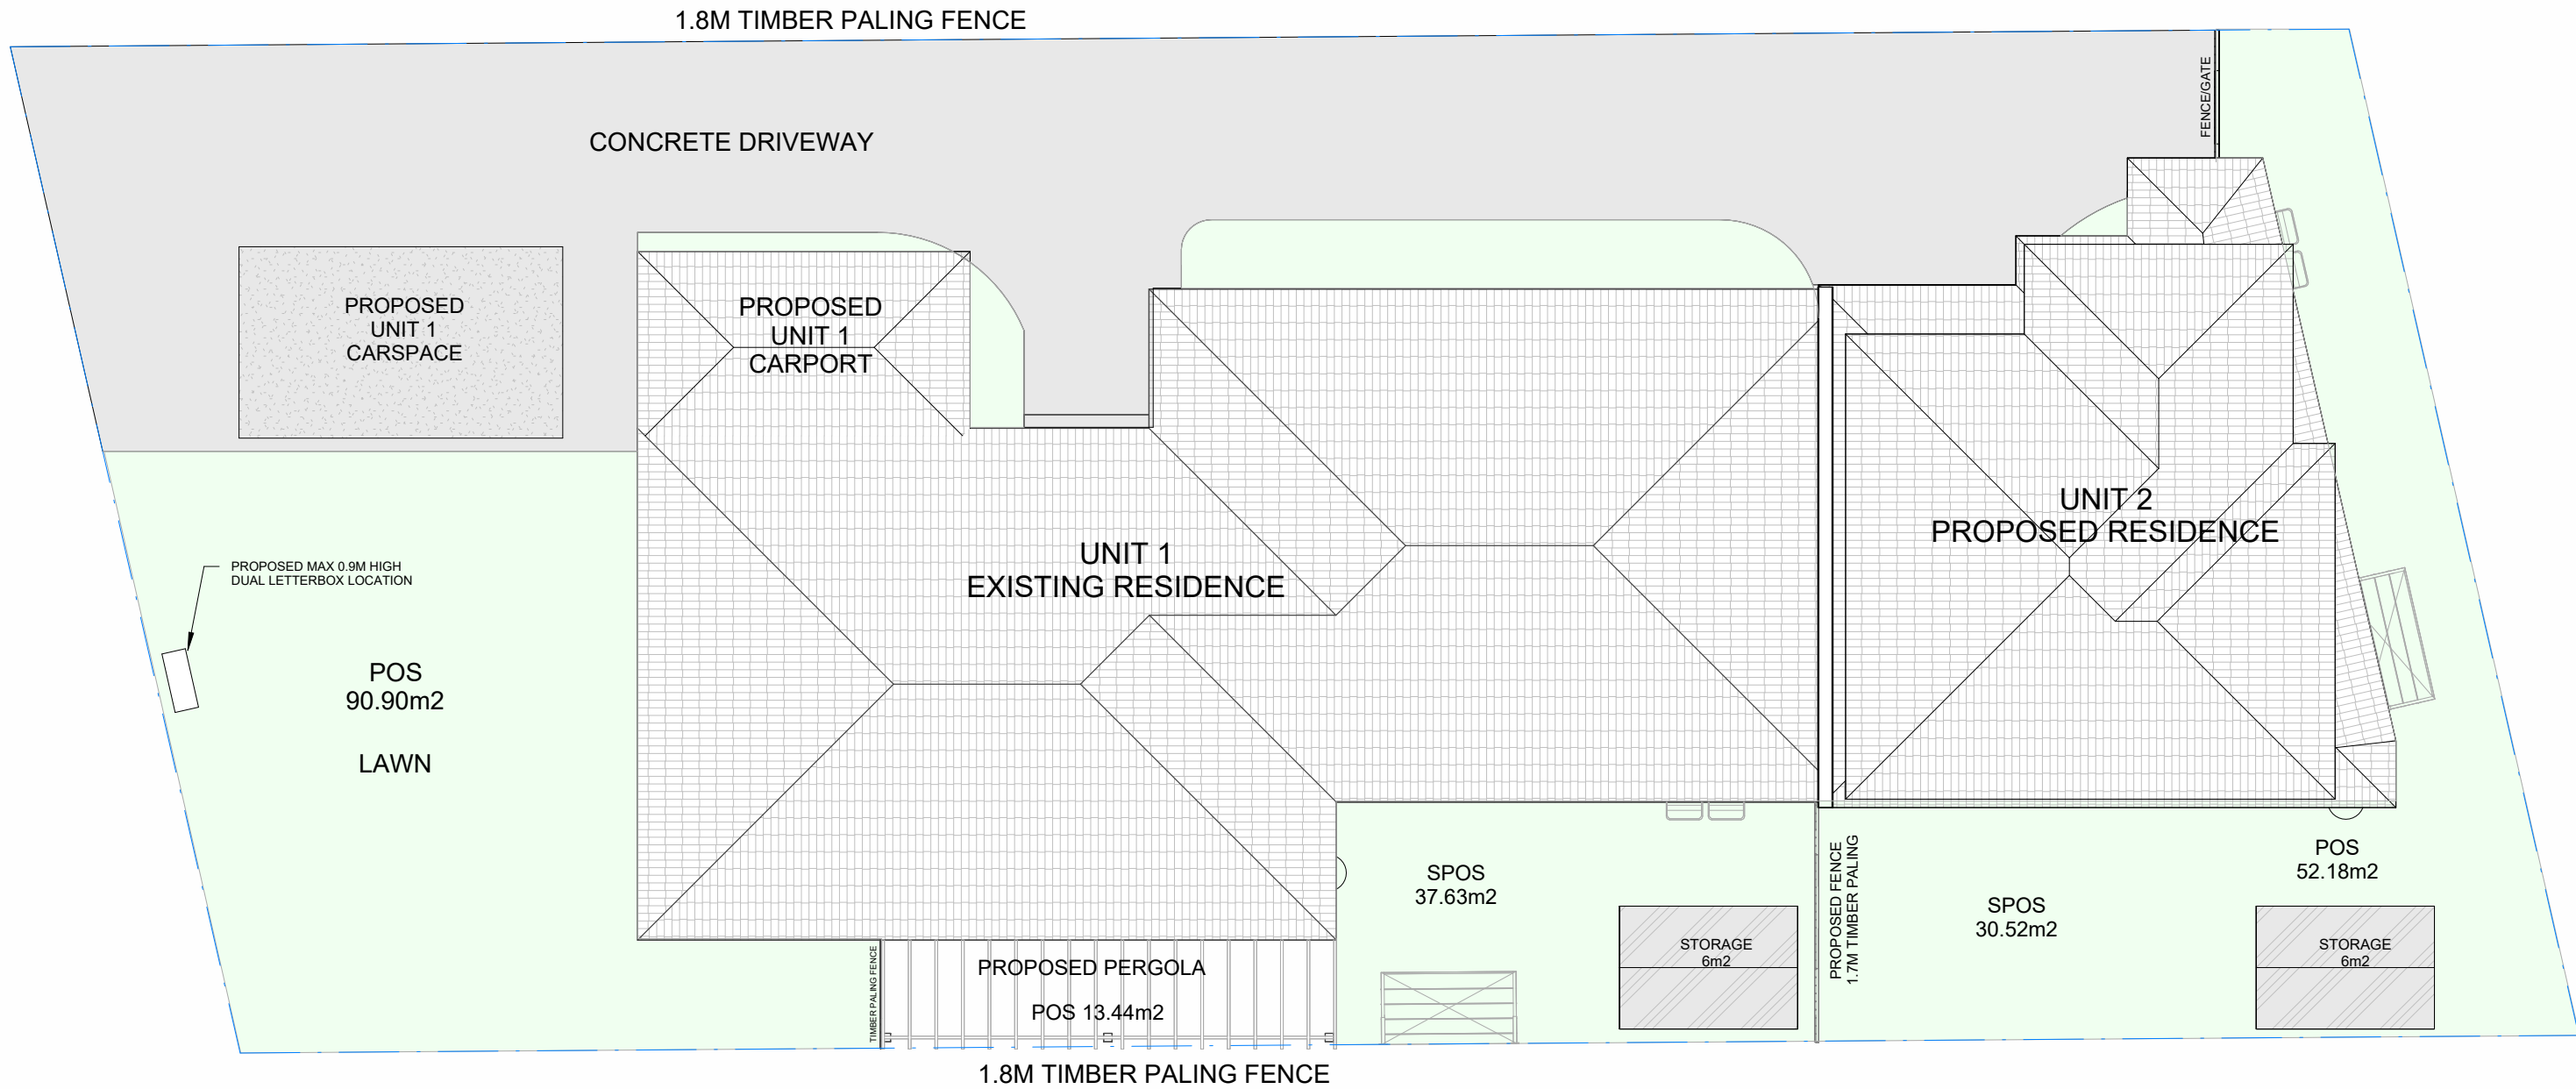 1.8M TIMBER PALING FENCE
FENCE/GATE
CONCRETE DRIVEWAY
PROPOSED
UNIT 1
CARSPACE
PROPOSED
UNIT 1
CARPORT
UNIT 2
PROPOSED RESIDENCE
UNIT 1
EXISTING RESIDENCE
PROPOSED MAX 0.9M HIGH
DUAL LETTERBOX LOCATION
POS
90.90m2
LAWN
SPOS
37.63m2
PROPOSED FENCE
1.7M TIMBER PALING
POS
52.18m2
SPOS
30.52m2
STORAGE
6m2
STORAGE
6m2
TIMBER PALING FENCE
PROPOSED PERGOLA
POS 13.44m2
1.8M TIMBER PALING FENCE